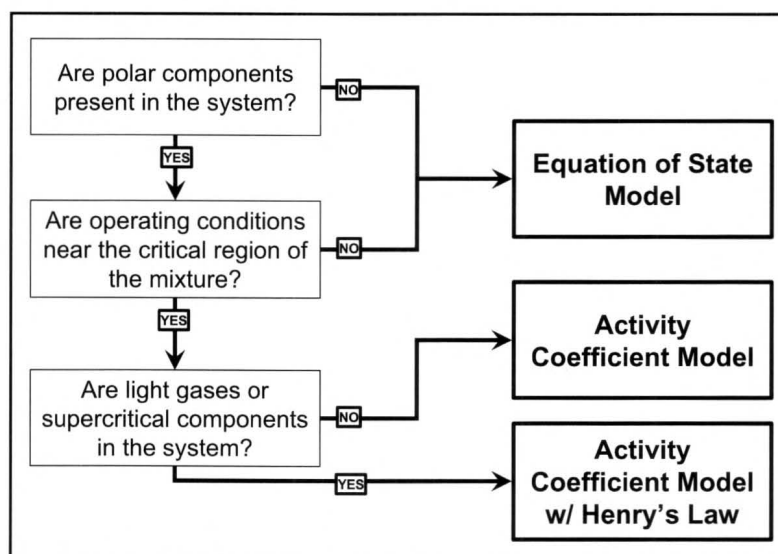 Are polar components
present in the system?
NO
YES
Equation of State
Model
Are operating conditions
near the critical region of
the mixture?
NO
YES
Activity
Coefficient Model
Are light gases or
supercritical components
in the system?
NO
YES
Activity
Coefficient Model
w/ Henry's Law